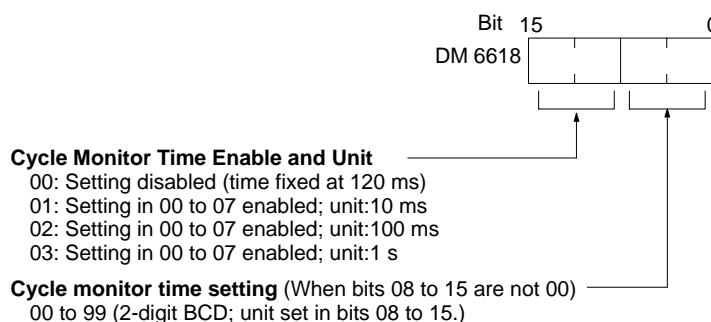 Bit 15 0
DM 6618
Cycle Monitor Time Enable and Unit
00: Setting disabled (time fixed at 120 ms)
01: Setting in 00 to 07 enabled; unit:10 ms
02: Setting in 00 to 07 enabled; unit:100 ms
03: Setting in 00 to 07 enabled; unit:1 s
Cycle monitor time setting (When bits 08 to 15 are not 00)
00 to 99 (2-digit BCD; unit set in bits 08 to 15.)